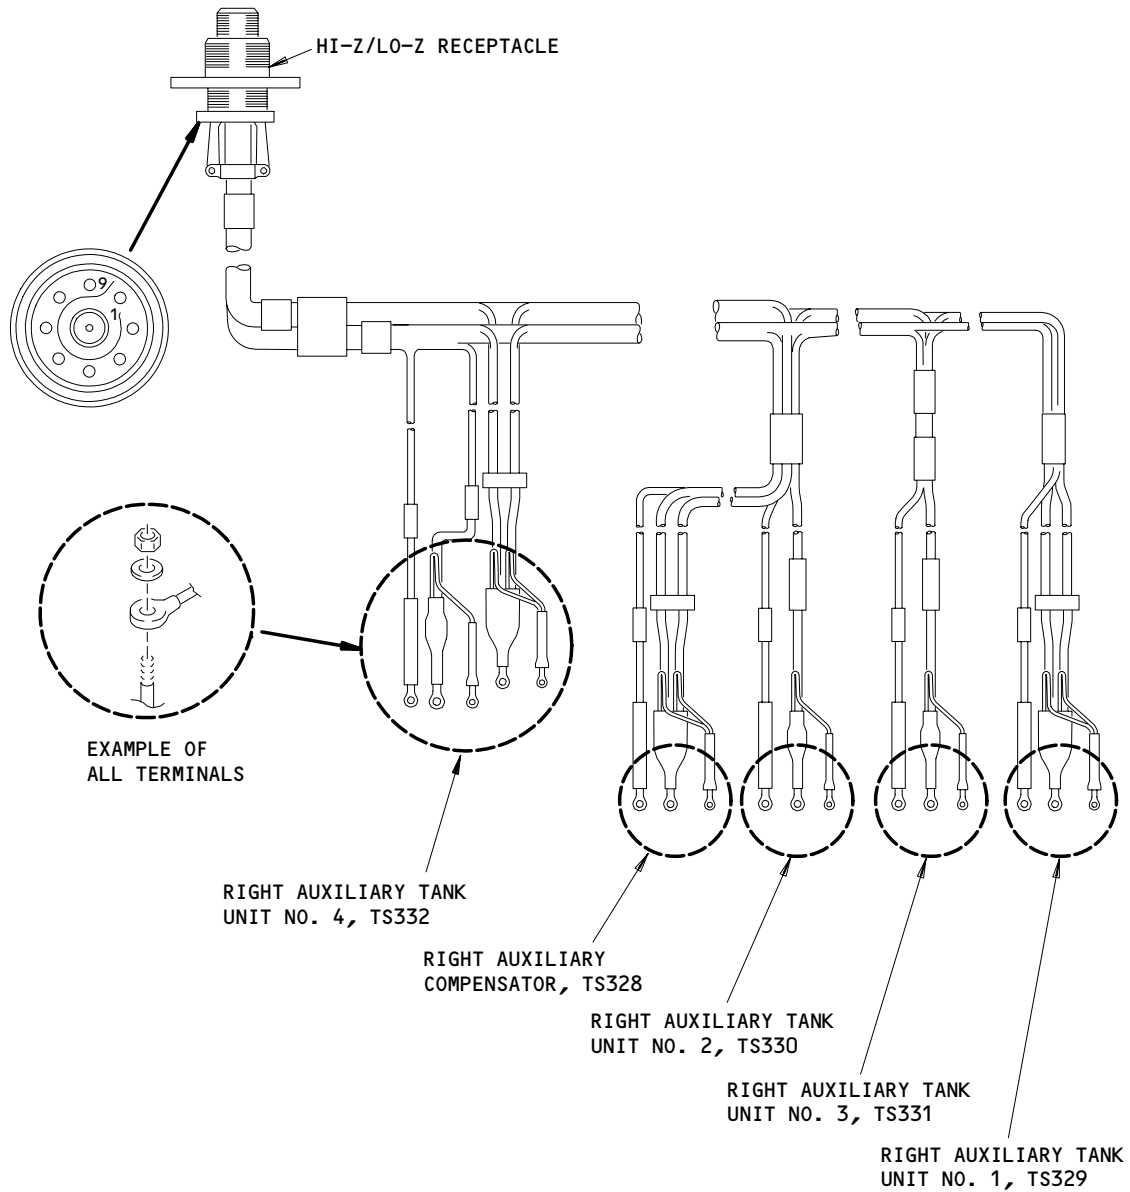 HI-Z/LO-Z RECEPTACLE
9
1
EXAMPLE OF
ALL TERMINALS
RIGHT AUXILIARY TANK
UNIT NO. 4, TS332
RIGHT AUXILIARY
COMPENSATOR, TS328
RIGHT AUXILIARY TANK
UNIT NO. 2, TS330
RIGHT AUXILIARY TANK
UNIT NO. 3, TS331
RIGHT AUXILIARY TANK
UNIT NO. 1, TS329